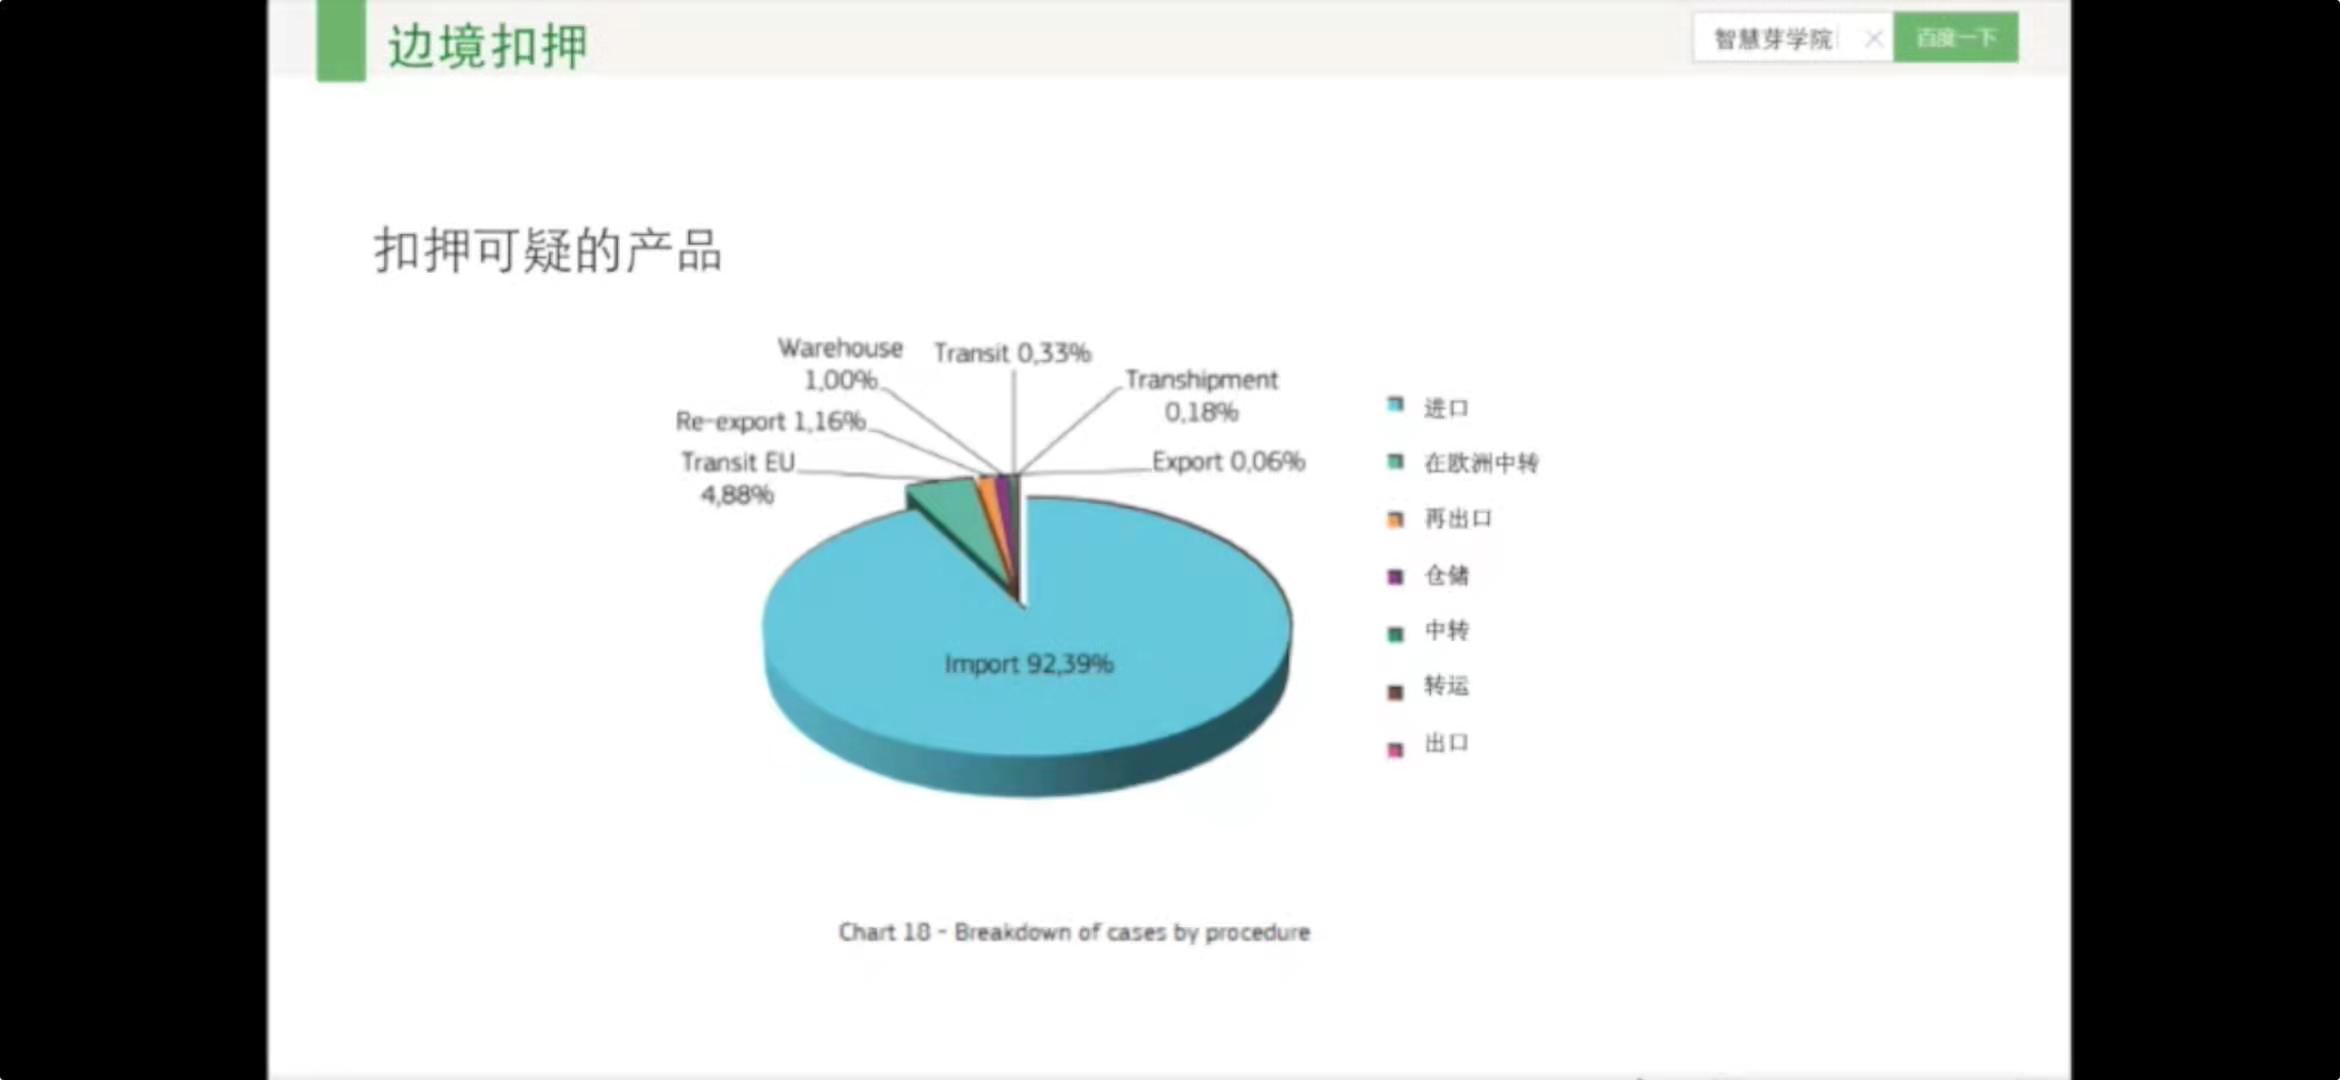 边境扣押
智慧芽学院
百度一下
扣押可疑的产品
Warehouse
1,00%
Transit 0,33%
Transhipment
0,18%
Re-export 1,16%
Transit EU
4,88%
Export 0,06%
Import 92,39%
进口
在欧洲中转
再出口
仓储
中转
转运
出口
Chart 18 - Breakdown of cases by procedure